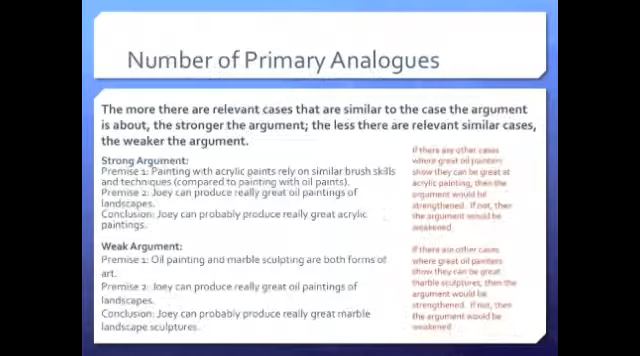 Number of Primary Analogues
The more there are relevant cases that are similar to the case the argument
is about, the stronger the argument; the less there are relevant similar cases,
the weaker the argument.
Strong Argument:
Premise 1: Painting with acrylic paints rely on similar brush skills
and techniques (compared to painting with oil paints).
Premise 2: Joey can produce really great oil paintings of
landscapes.
Conclusion: Joey can probably produce really great acrylic
paintings.
Weak Argument:
Premise 1: Oil painting and marble sculpting are both forms of
art.
Premise 2: Joey can produce really great oil paintings of
landscapes.
Conclusion: Joey can probably produce really great marble
landscape sculptures.
If there any other cases
where great oil painters
show they can be great at
acrylic painting, then the
argument would be
strengthened. If not, then
the argument would be
weakened
If there are other cases
where great oil painters
show they can be great
marble sculptures, then the
argument would be
strengthened. If not, then
the argument would be
weakened